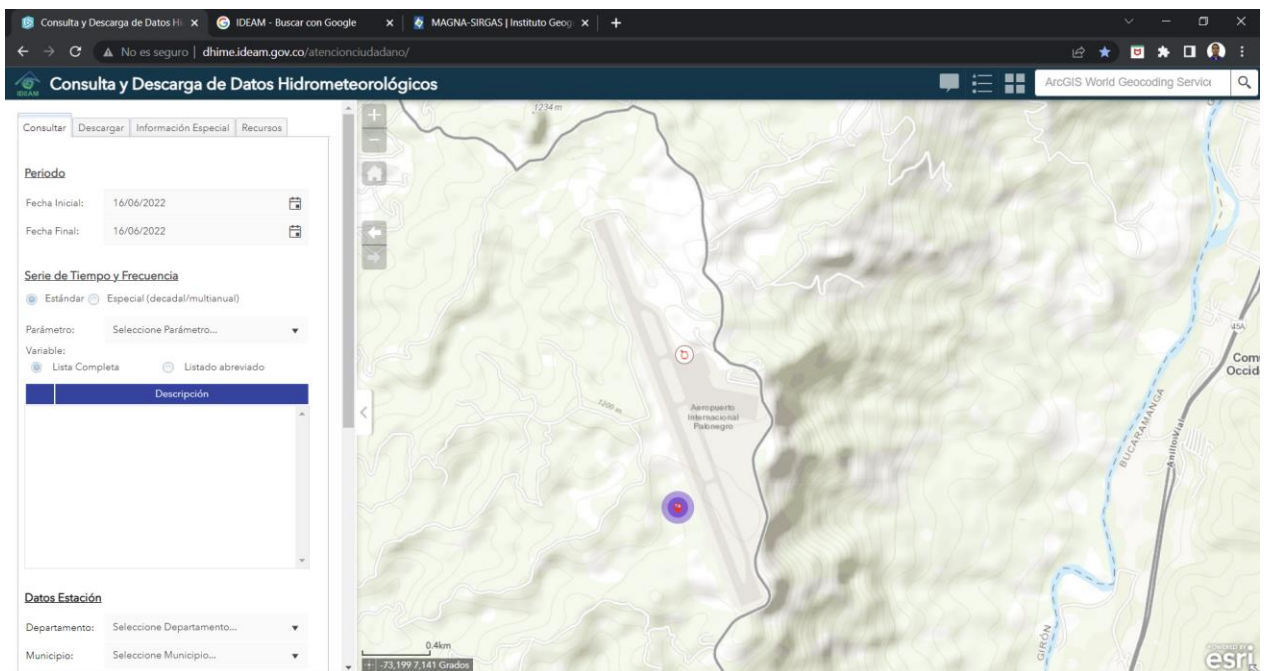 Consulta y Descarga de Datos Hi
IDEAM - Buscar con Google
MAGNA-SIRGAS | Instituto Geog
No es seguro | dhime.ideam.gov.co/atencionciudadano/
IDEAM
Consulta y Descarga de Datos Hidrometeorológicos
ArcGIS World Geocoding Service
Consultar
Descargar
Información Especial
Recursos
Periodo
Fecha Inicial: 16/06/2022
Fecha Final: 16/06/2022
Serie de Tiempo y Frecuencia
Estándar
Especial (decadal/multianual)
Parámetro: Seleccione Parámetro...
Variable:
Lista Completa
Listado abreviado
Descripción
Datos Estación
Departamento: Seleccione Departamento...
Municipio: Seleccione Municipio...
1234 m
1200 m
Aeropuerto
Internacional
Palonegro
45A
Com
Occid
BUCARAMANGA
Anillo Vial
GIRÓN
0.4km
-73,199 7,141 Grados
POWERED BY
esri